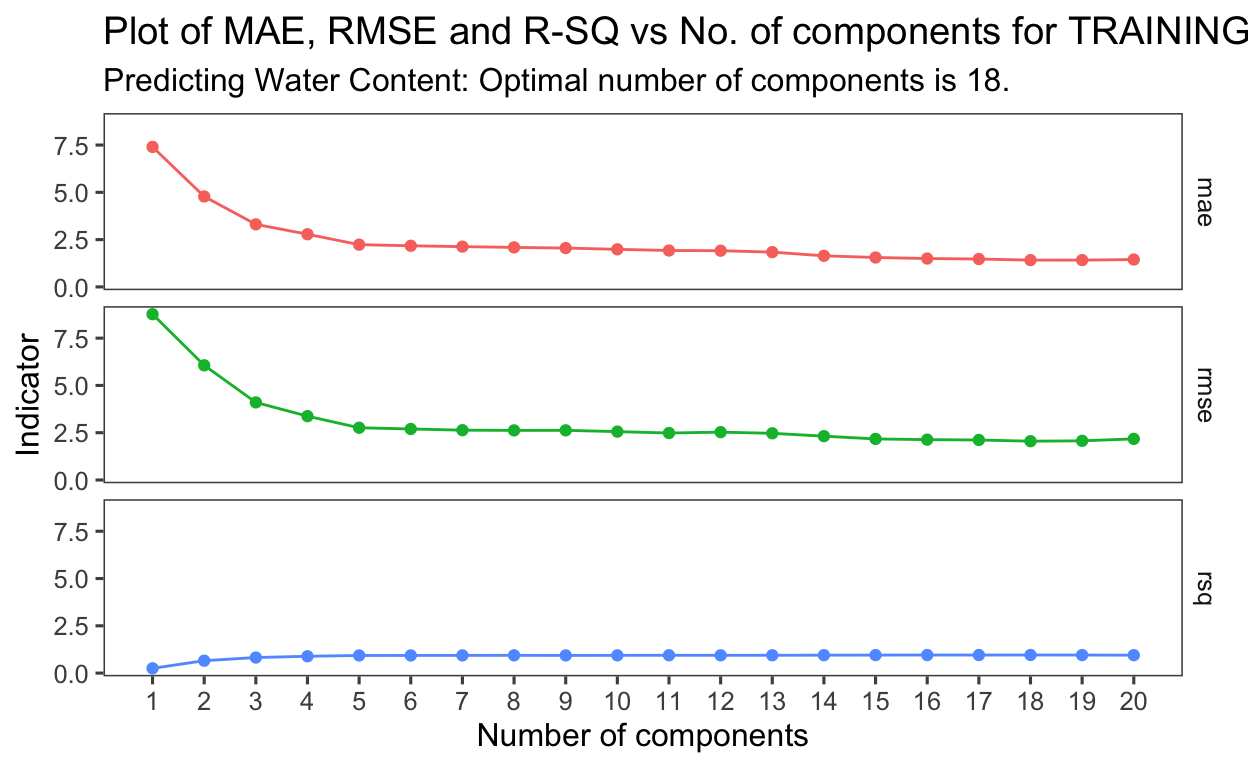 Plot of MAE, RMSE and R-SQ vs No. of components for TRAINING
Predicting Water Content: Optimal number of components is 18.
7.5
5.0
2.5
0.0
mae
Indicator
7.5
5.0
2.5
0.0
rmse
7.5
5.0
2.5
0.0
rsq
1 2 3 4 5 6 7 8 9 10 11 12 13 14 15 16 17 18 19 20
Number of components